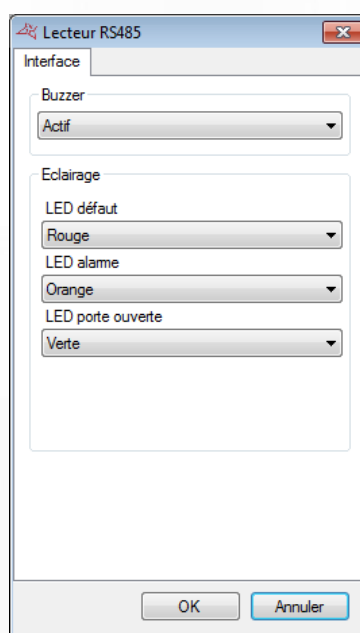 Lecteur RS485
Interface
Buzzer
Actif
Eclairage
LED défaut
Rouge
LED alarme
Orange
LED porte ouverte
Verte
OK Annuler